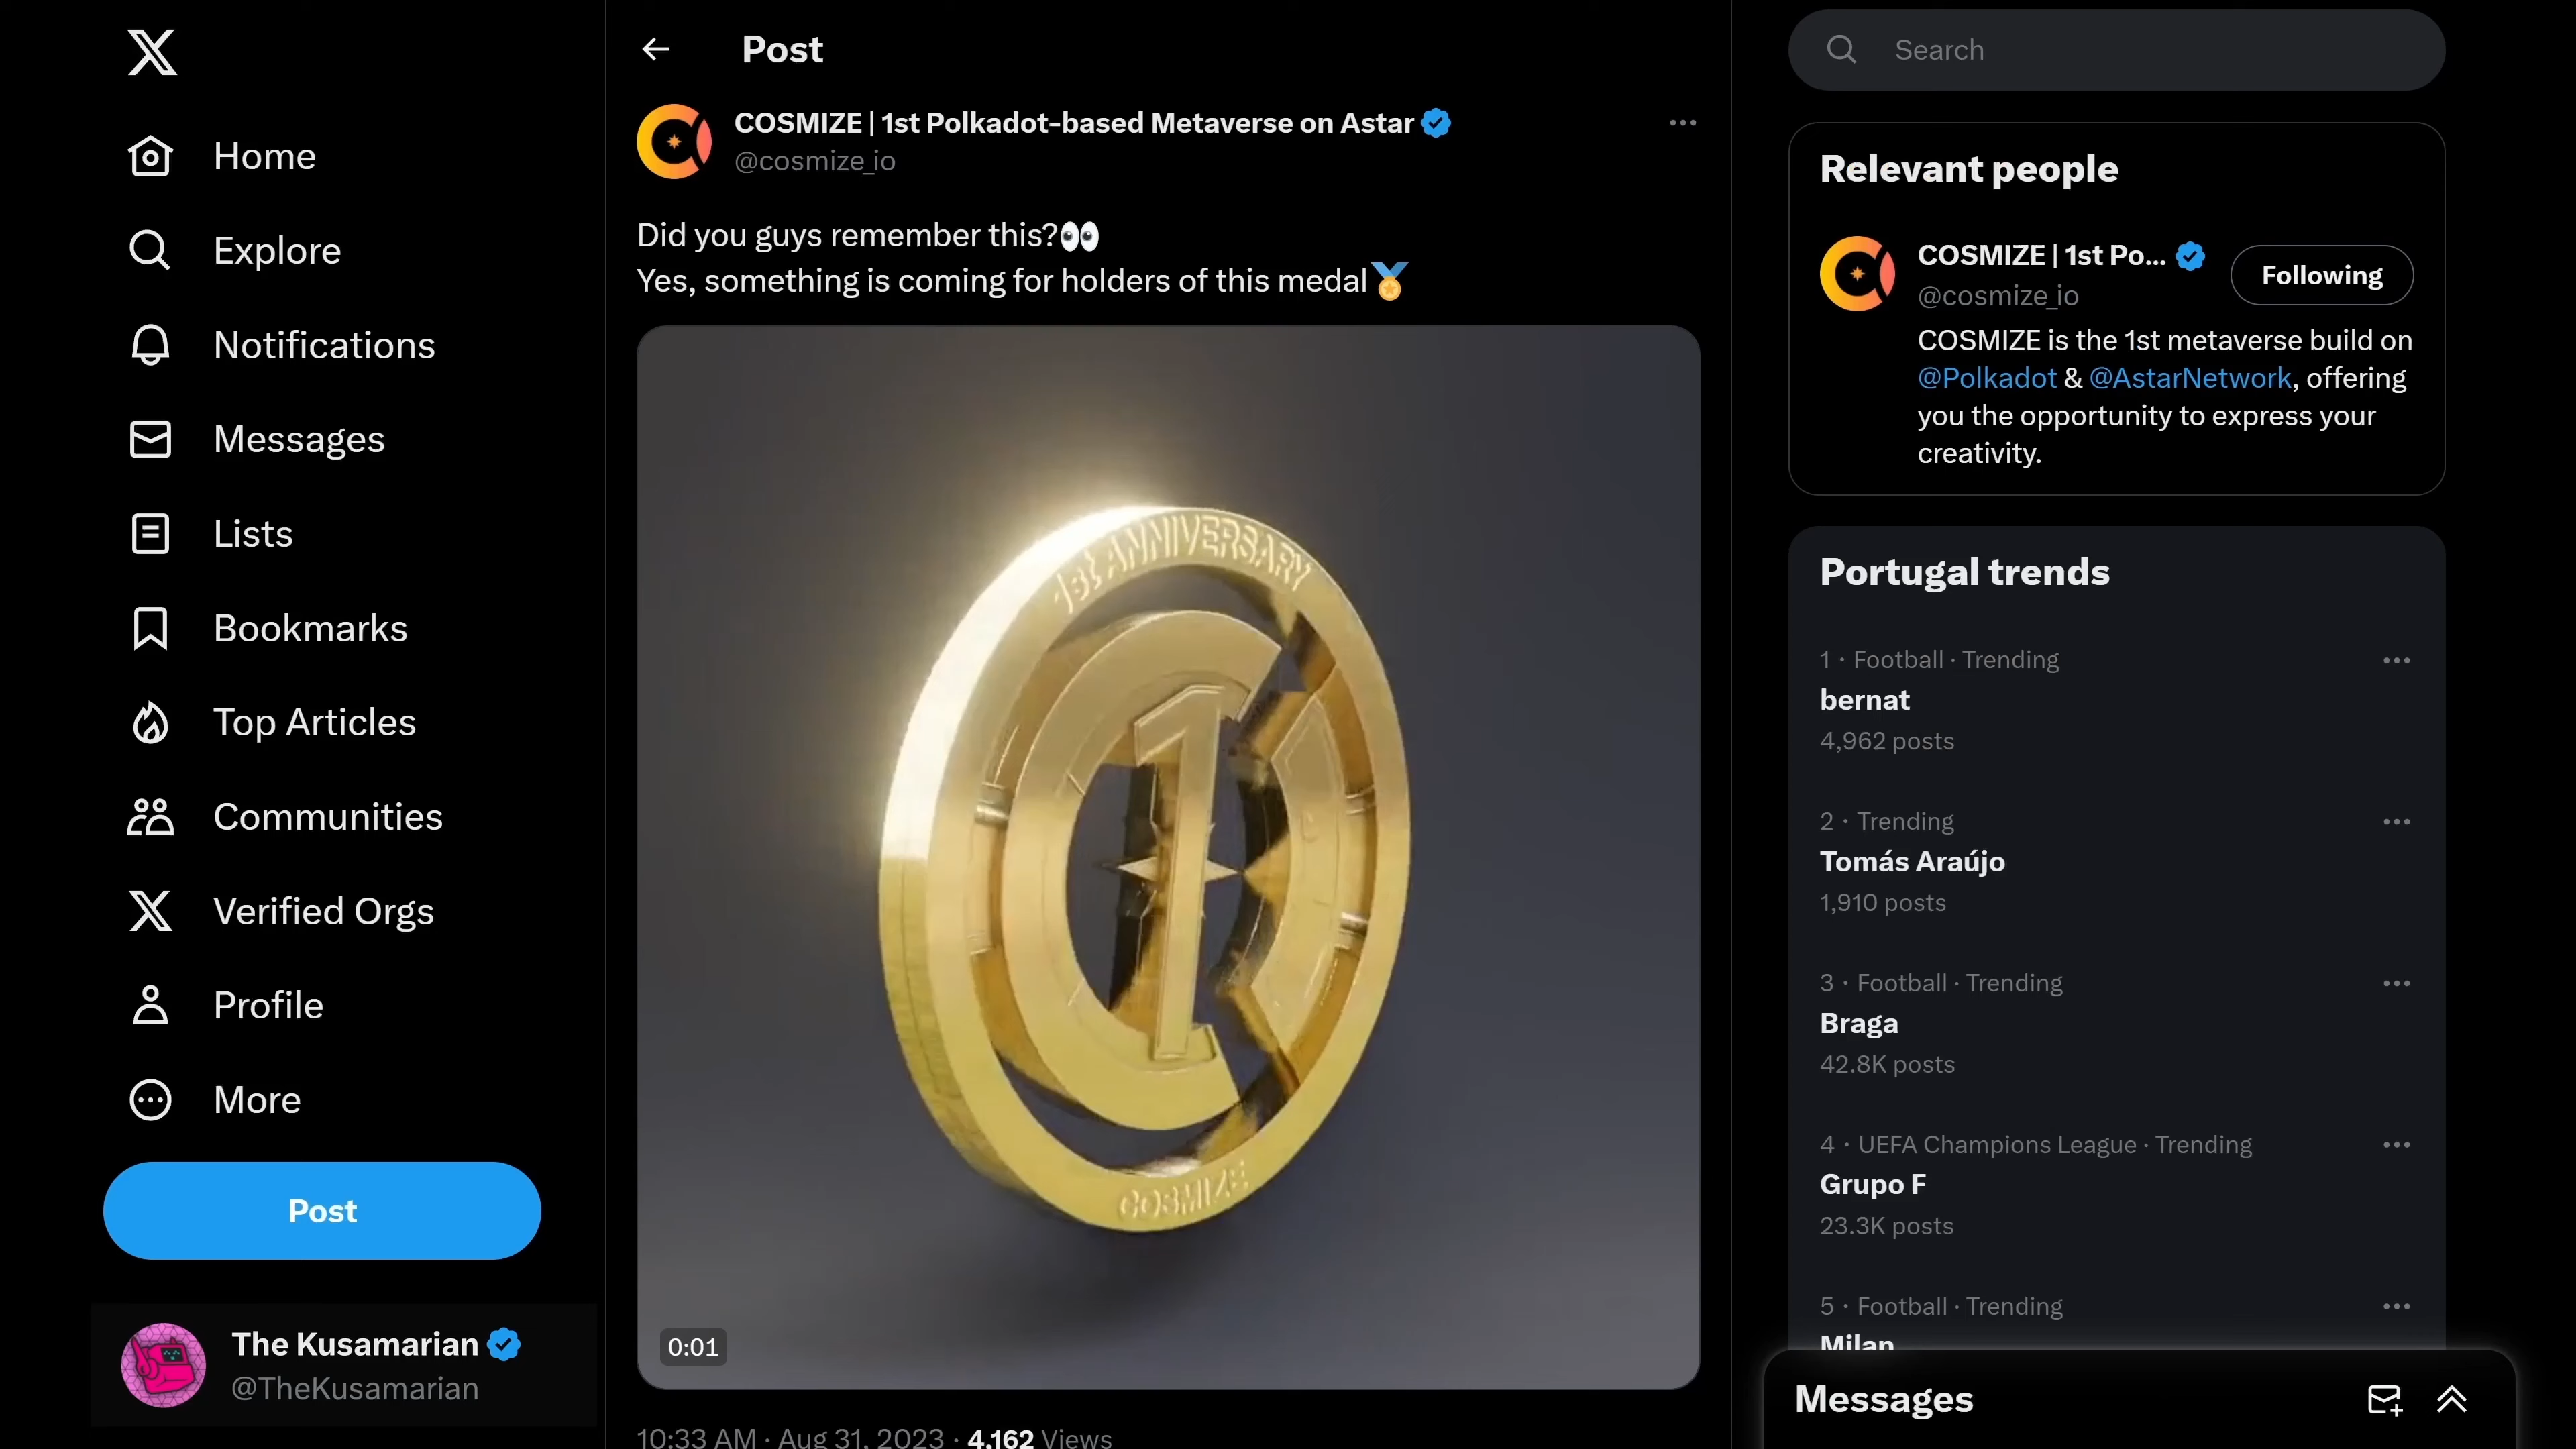 Home
Explore
Notifications
Messages
Lists
Bookmarks
Top Articles
Communities
Verified Orgs
Profile
More
Post
The Kusamarian
@TheKusamarian
Post
COSMIZE | 1st Polkadot-based Metaverse on Astar
@cosmize_io
Did you guys remember this?👀
Yes, something is coming for holders of this medal🏅
1st ANNIVERSARY
1
COSMIZE
0:01
10:33 AM · Aug 31, 2023 · 4,162 Views
Search
Relevant people
COSMIZE | 1st Po...
@cosmize_io
Following
COSMIZE is the 1st metaverse build on
@Polkadot & @AstarNetwork, offering
you the opportunity to express your
creativity.
Portugal trends
1 · Football · Trending
bernat
4,962 posts
2 · Trending
Tomás Araújo
1,910 posts
3 · Football · Trending
Braga
42.8K posts
4 · UEFA Champions League · Trending
Grupo F
23.3K posts
5 · Football · Trending
Milan
Messages